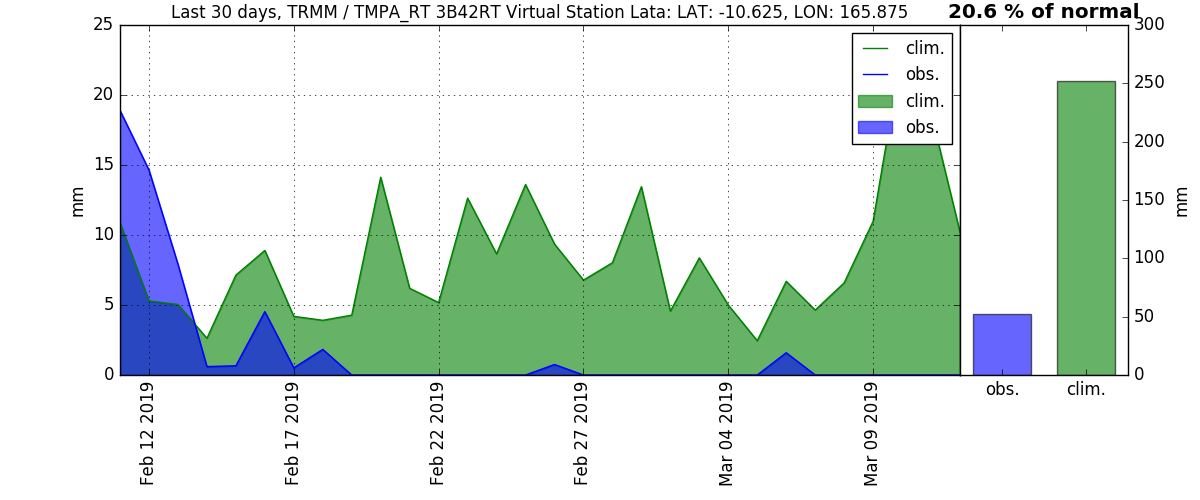 Last 30 days, TRMM / TMPA_RT 3B42RT Virtual Station Lata: LAT: -10.625, LON: 165.875
20.6 % of normal
25
20
15
10
5
0
mm
clim.
obs.
clim.
obs.
300
250
200
150
100
50
0
mm
obs.
clim.
Feb 12 2019
Feb 17 2019
Feb 22 2019
Feb 27 2019
Mar 04 2019
Mar 09 2019